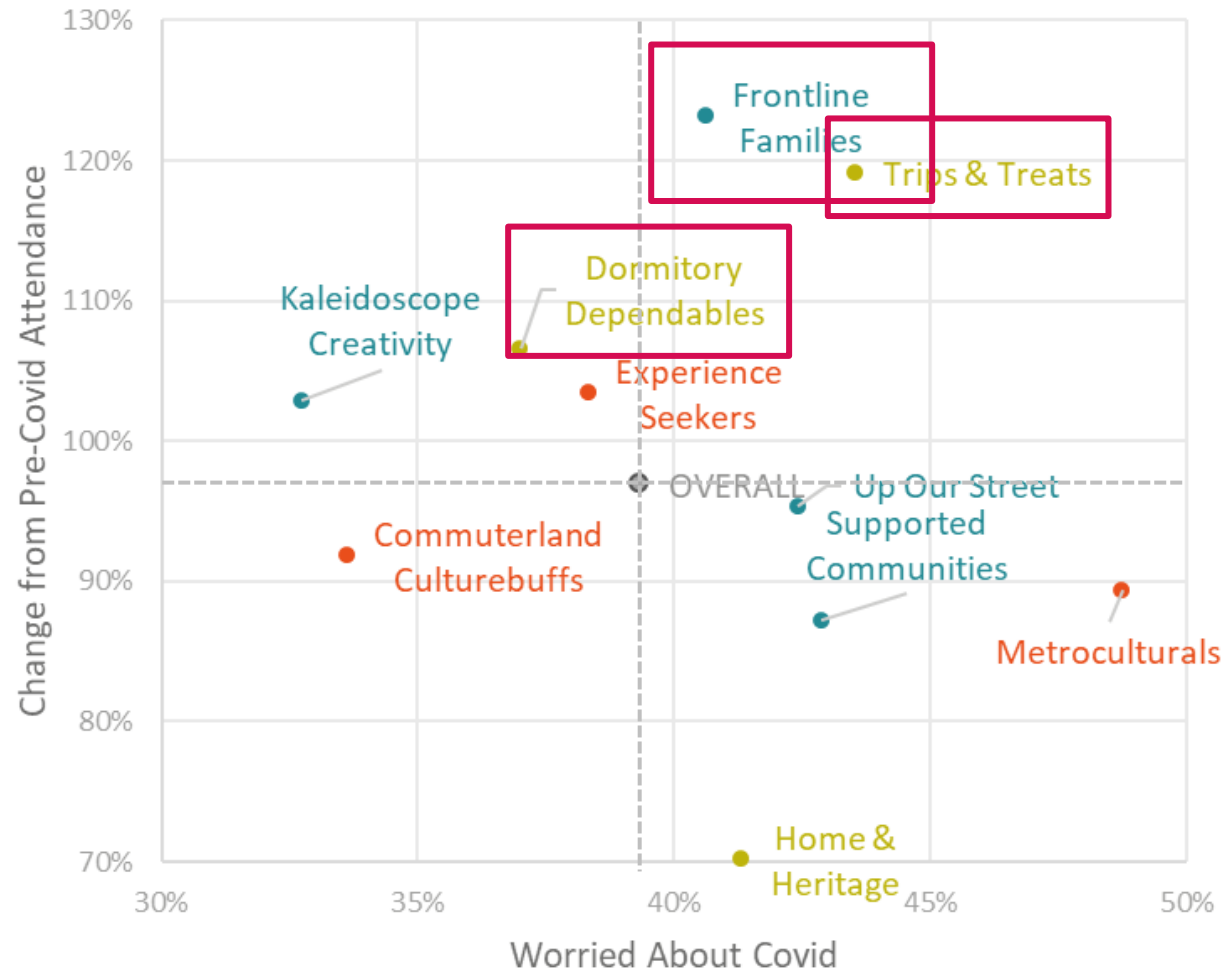 130%
120%
110%
100%
90%
80%
70%
Change from Pre-Covid Attendance
Frontline
Families
Trips & Treats
Dormitory
Dependables
Kaleidoscope
Creativity
Experience
Seekers
OVERALL
Up Our Street
Supported
Communities
Commuterland
Culturebuffs
Metroculturals
Home &
Heritage
30%
35%
40%
45%
50%
Worried About Covid